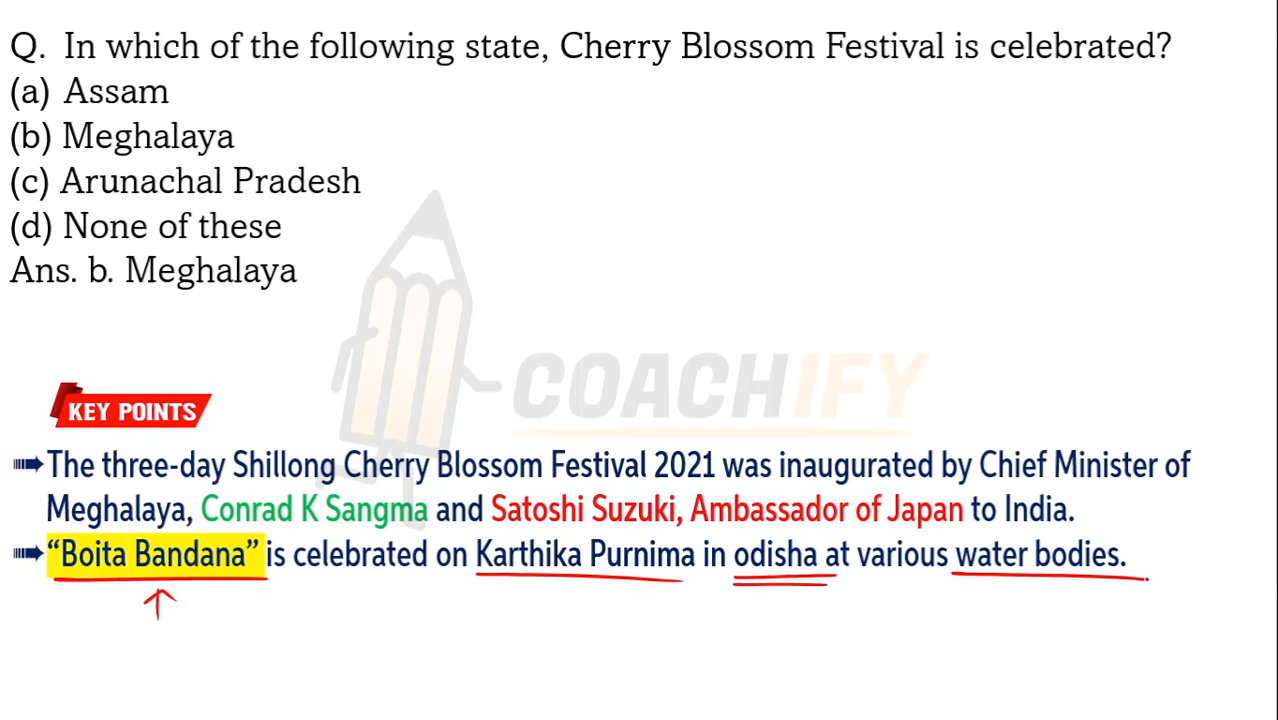 Q. In which of the following state, Cherry Blossom Festival is celebrated?
(a) Assam
(b) Meghalaya
(c) Arunachal Pradesh
(d) None of these
Ans. b. Meghalaya
COACHIFY
KEY POINTS
The three-day Shillong Cherry Blossom Festival 2021 was inaugurated by Chief Minister of
Meghalaya, Conrad K Sangma and Satoshi Suzuki, Ambassador of Japan to India.
“Boita Bandana” is celebrated on Karthika Purnima in odisha at various water bodies.